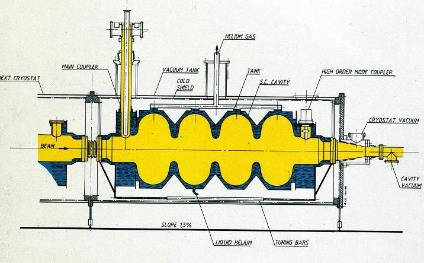 HELIUM GAS
MAIN COUPLER
VACUUM TANK
COLD
SHIELD
TANK
S.C. CAVITY
HIGH ORDER MODE COUPLER
NEXT CRYOSTAT
CRYOSTAT VACUUM
BEAM
CAVITY
VACUUM
SLOPE 1.5%
LIQUID HELIUM
TUNING BARS